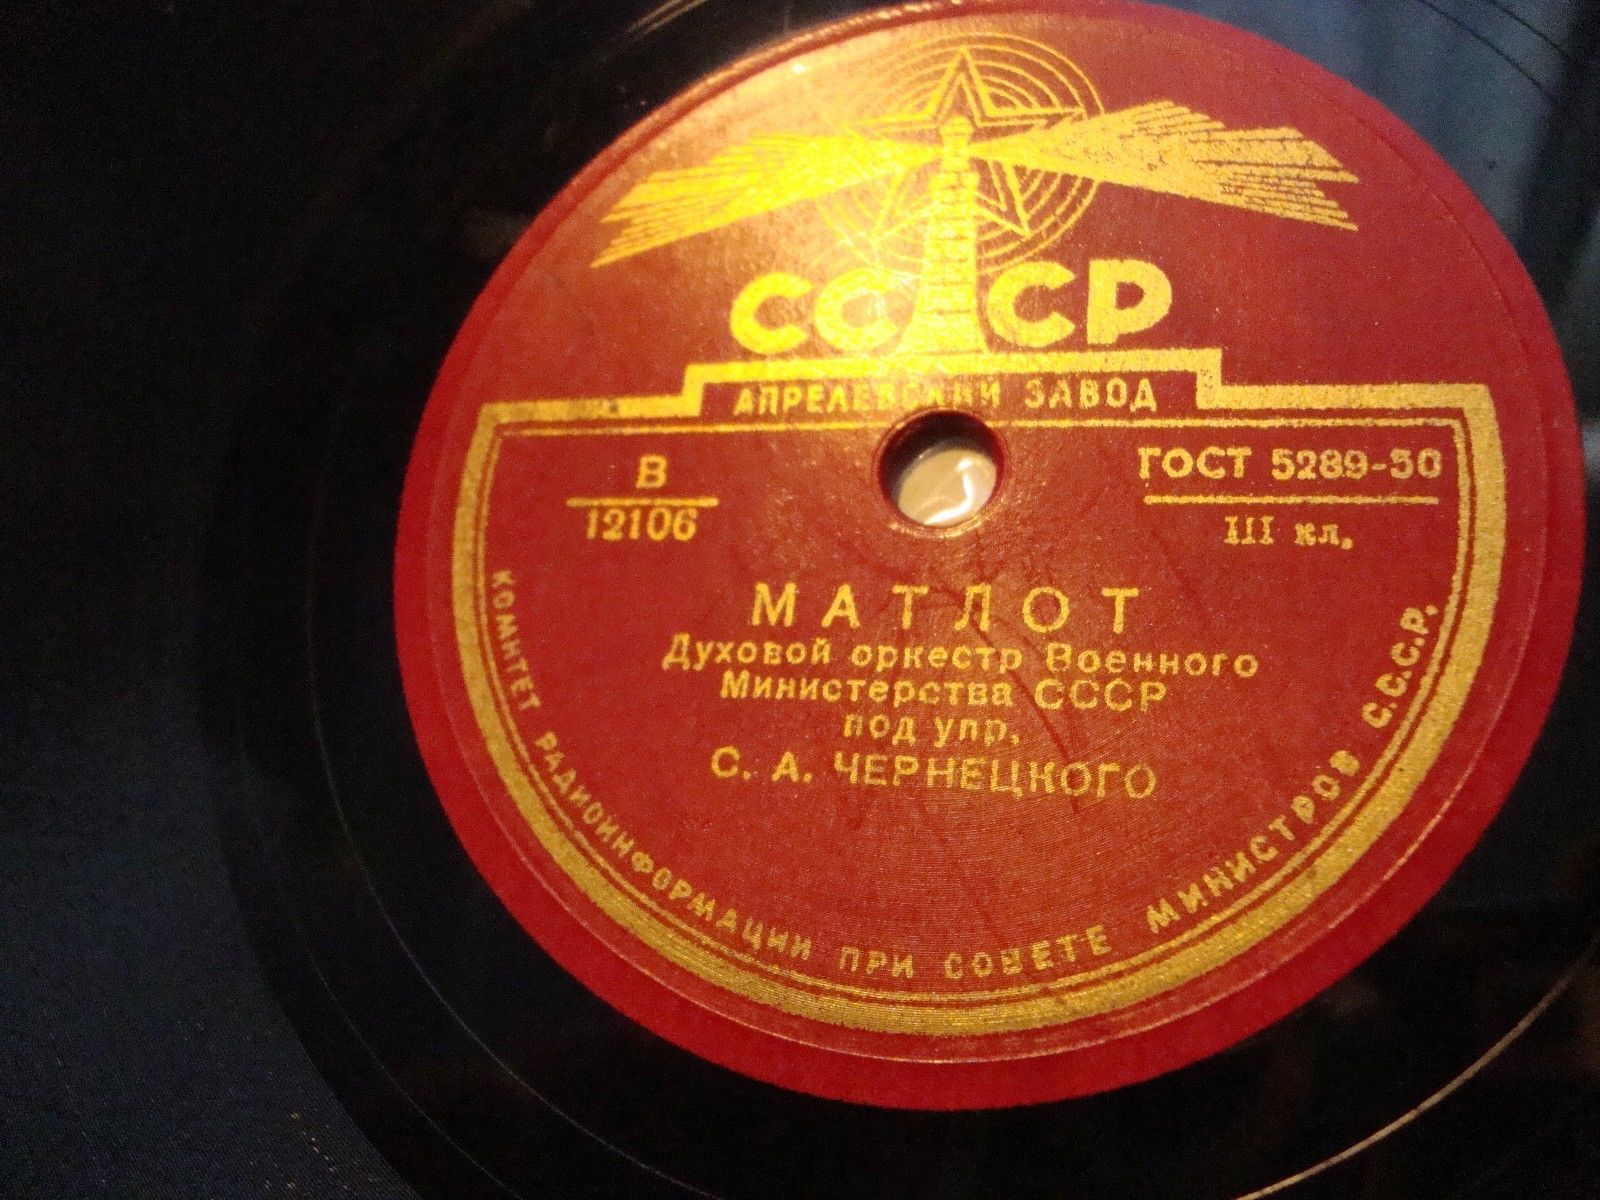 СССР
АПРЕЛЕВСКИЙ ЗАВОД
В
12106
ГОСТ 5289-50
III кл.
МАТЛОТ
Духовой оркестр Военного
Министерства СССР
под упр.
С. А. ЧЕРНЕЦКОГО
КОМИТЕТ РАДИОИНФОРМАЦИИ ПРИ СОВЕТЕ МИНИСТРОВ С.С.С.Р.